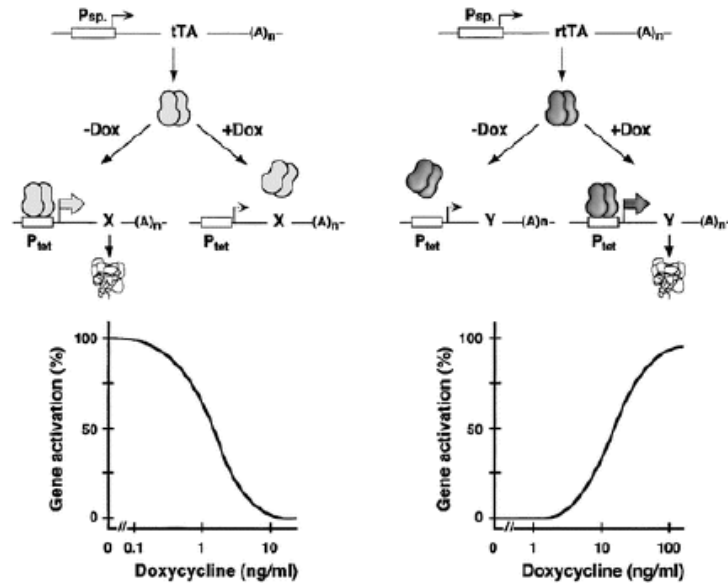 Psp.
tTA (A)n
-Dox +Dox
X (A)n
Ptet
X (A)n
Ptet
Gene activation (%)
100
50
0
0 0.1 1 10
Doxycycline (ng/ml)
Psp.
rtTA (A)n
-Dox +Dox
Y (A)n
Ptet
Y (A)n
Ptet
Gene activation (%)
100
50
0
0 1 10 100
Doxycycline (ng/ml)